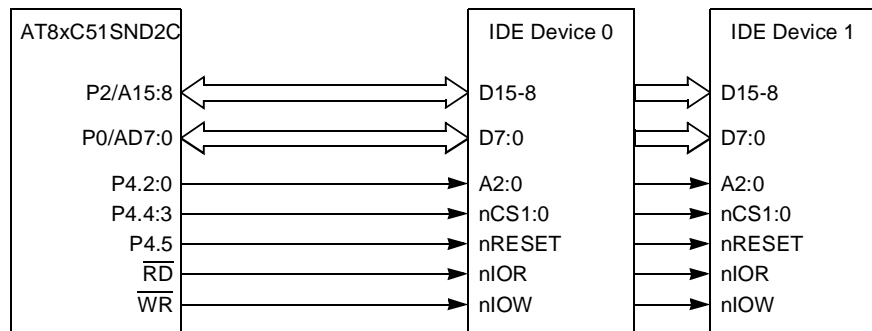 AT8xC51SND2C IDE Device 0 IDE Device 1
P2/A15:8 D15-8 D15-8
P0/AD7:0 D7:0 D7:0
P4.2:0 A2:0 A2:0
P4.4:3 nCS1:0 nCS1:0
P4.5 nRESET nRESET
RD nIOR nIOR
WR nIOW nIOW